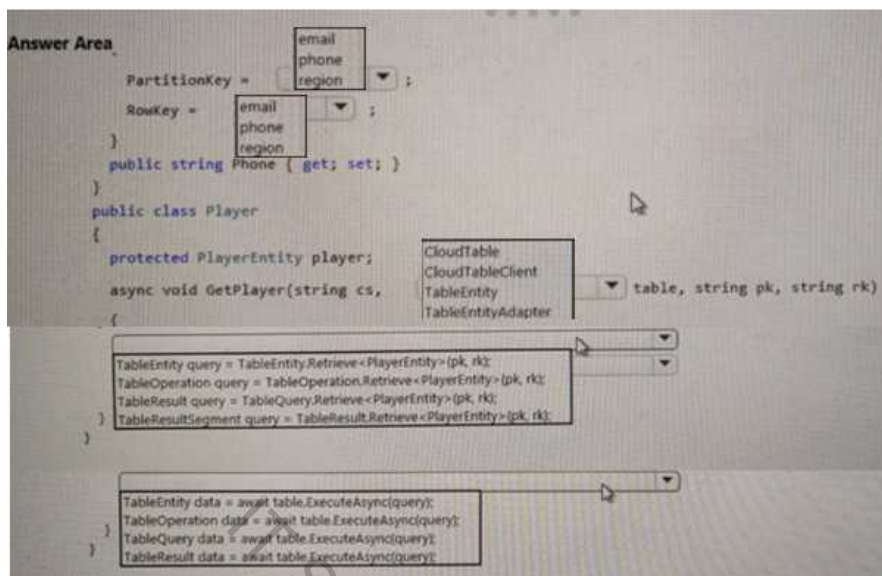 Answer Area
email
phone
PartitionKey = region ;
RowKey = email ;
phone
} region
public string Phone { get; set; }
}
public class Player
{
protected PlayerEntity player;
CloudTable
CloudTableClient
async void GetPlayer(string cs, TableEntity table, string pk, string rk)
TableEntityAdapter
{
TableEntity query = TableEntity.Retrieve<PlayerEntity>(pk, rk);
TableOperation query = TableOperation.Retrieve<PlayerEntity>(pk, rk);
TableResult query = TableQuery.Retrieve<PlayerEntity>(pk, rk);
} TableResultSegment query = TableResult.Retrieve<PlayerEntity>(pk, rk);
}
TableEntity data = await table.ExecuteAsync(query);
TableOperation data = await table.ExecuteAsync(query);
} TableQuery data = await table.ExecuteAsync(query);
} TableResult data = await table.ExecuteAsync(query);